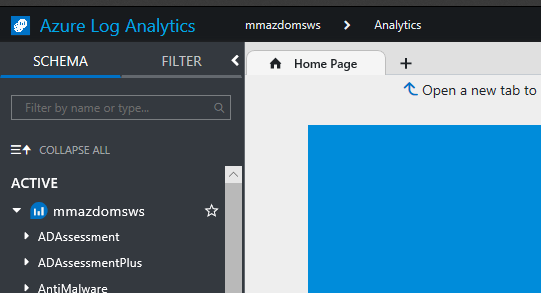 Azure Log Analytics
mmazdomsws > Analytics
SCHEMA FILTER
Home Page
Open a new tab to
Filter by name or type...
COLLAPSE ALL
ACTIVE
mmazdomsws
ADAssessment
ADAssessmentPlus
AntiMalware